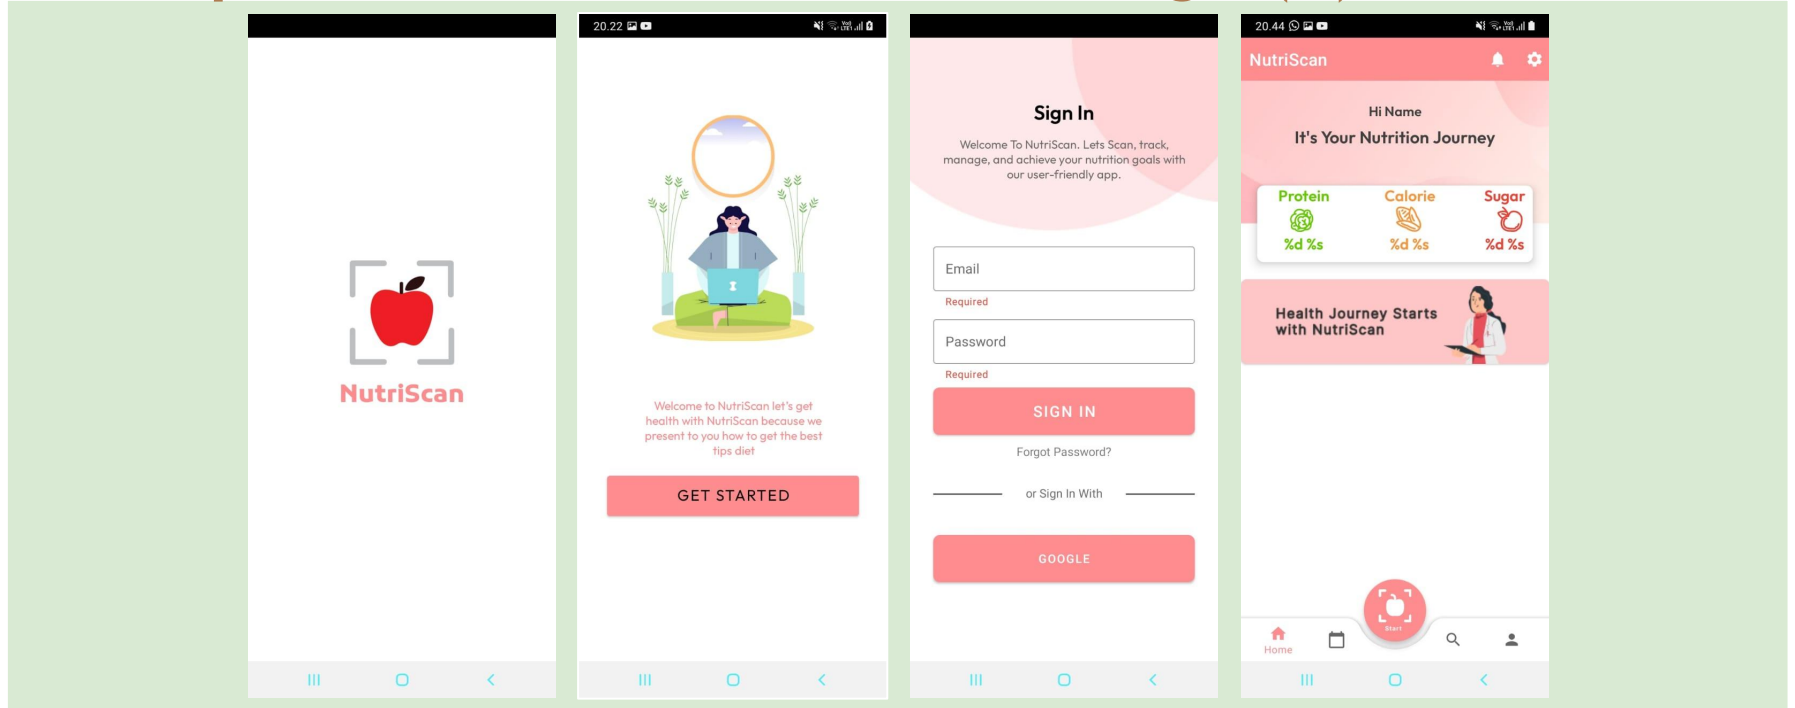 NutriScan
20.22
Welcome to NutriScan let's get
health with NutriScan because we
present to you how to get the best
tips diet
GET STARTED
Sign In
Welcome To NutriScan. Lets Scan, track,
manage, and achieve your nutrition goals with
our user-friendly app.
Email
Required
Password
Required
SIGN IN
Forgot Password?
or Sign In With
GOOGLE
20.44
NutriScan
Hi Name
It's Your Nutrition Journey
Protein Calorie Sugar
%d %s %d %s %d %s
Health Journey Starts
with NutriScan
Start
Home